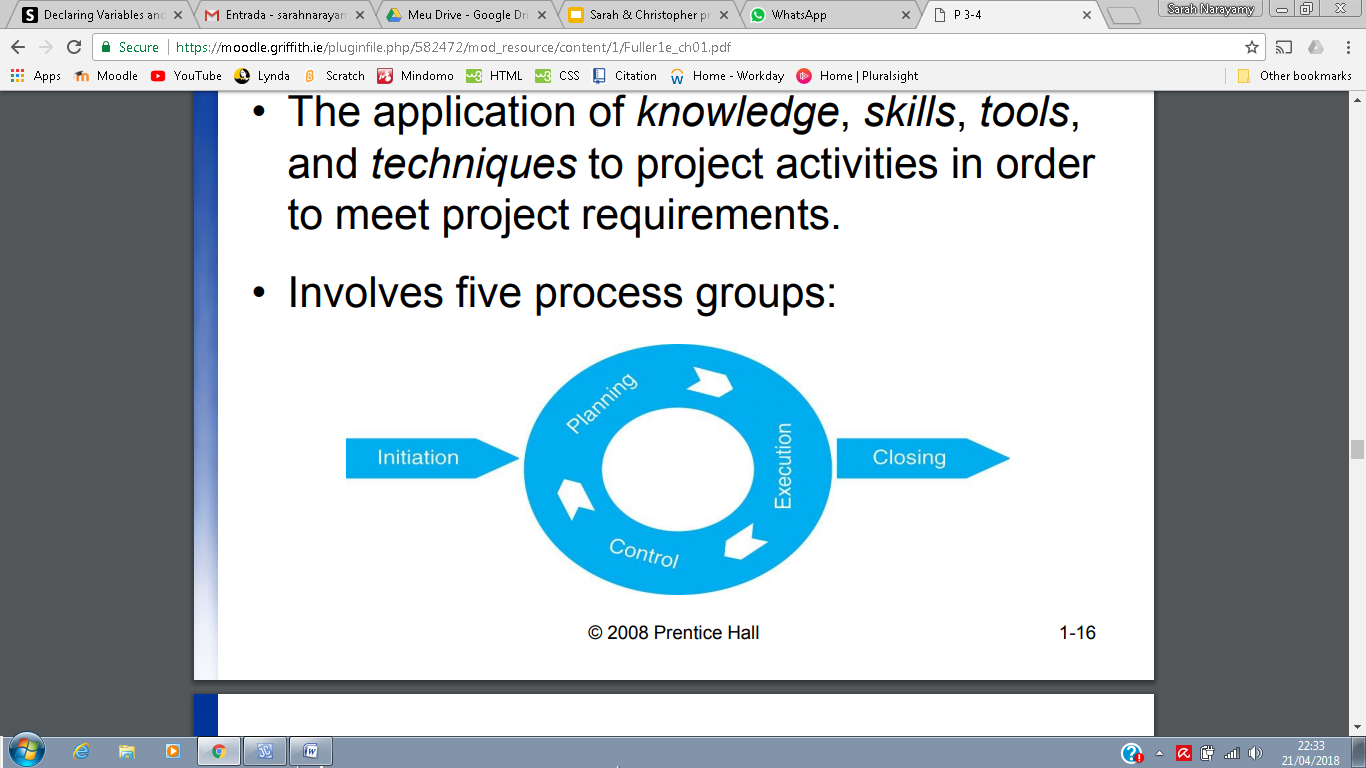 Declaring Variables and
Entrada - sarahnarayan
Meu Drive - Google Dri
Sarah & Christopher pr
WhatsApp
P 3-4
Sarah Narayamy
Secure
https://moodle.griffith.ie/pluginfile.php/582472/mod_resource/content/1/Fuller1e_ch01.pdf
Apps
Moodle
YouTube
Lynda
Scratch
Mindomo
HTML
CSS
Citation
Home - Workday
Home | Pluralsight
Other bookmarks
• The application of knowledge, skills, tools,
and techniques to project activities in order
to meet project requirements.
• Involves five process groups:
Initiation
Planning
Execution
Control
Closing
© 2008 Prentice Hall
1-16
22:33
21/04/2018